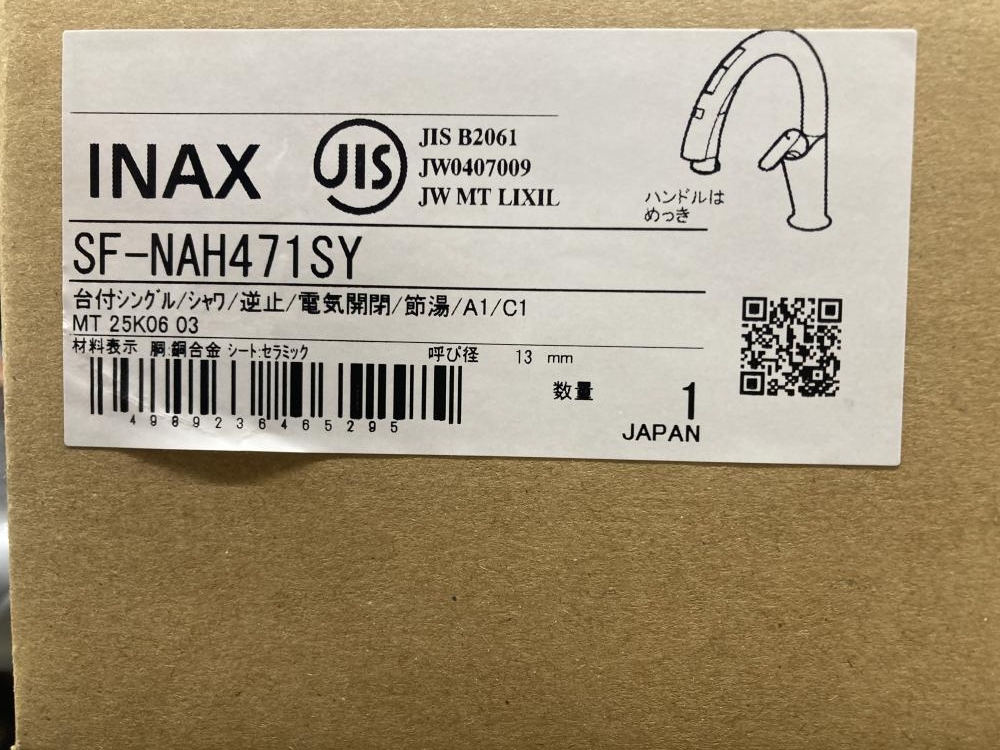 INAX
JIS
JIS B2061
JW0407009
JW MT LIXIL
ハンドルは
めっき
SF-NAH471SY
台付シングル/シャワ/逆止/電気開閉/節湯/A1/C1
MT 25K06 03
材料表示 胴:銅合金 シート:セラミック
呼び径 13 mm
4989236465295
数量 1
JAPAN